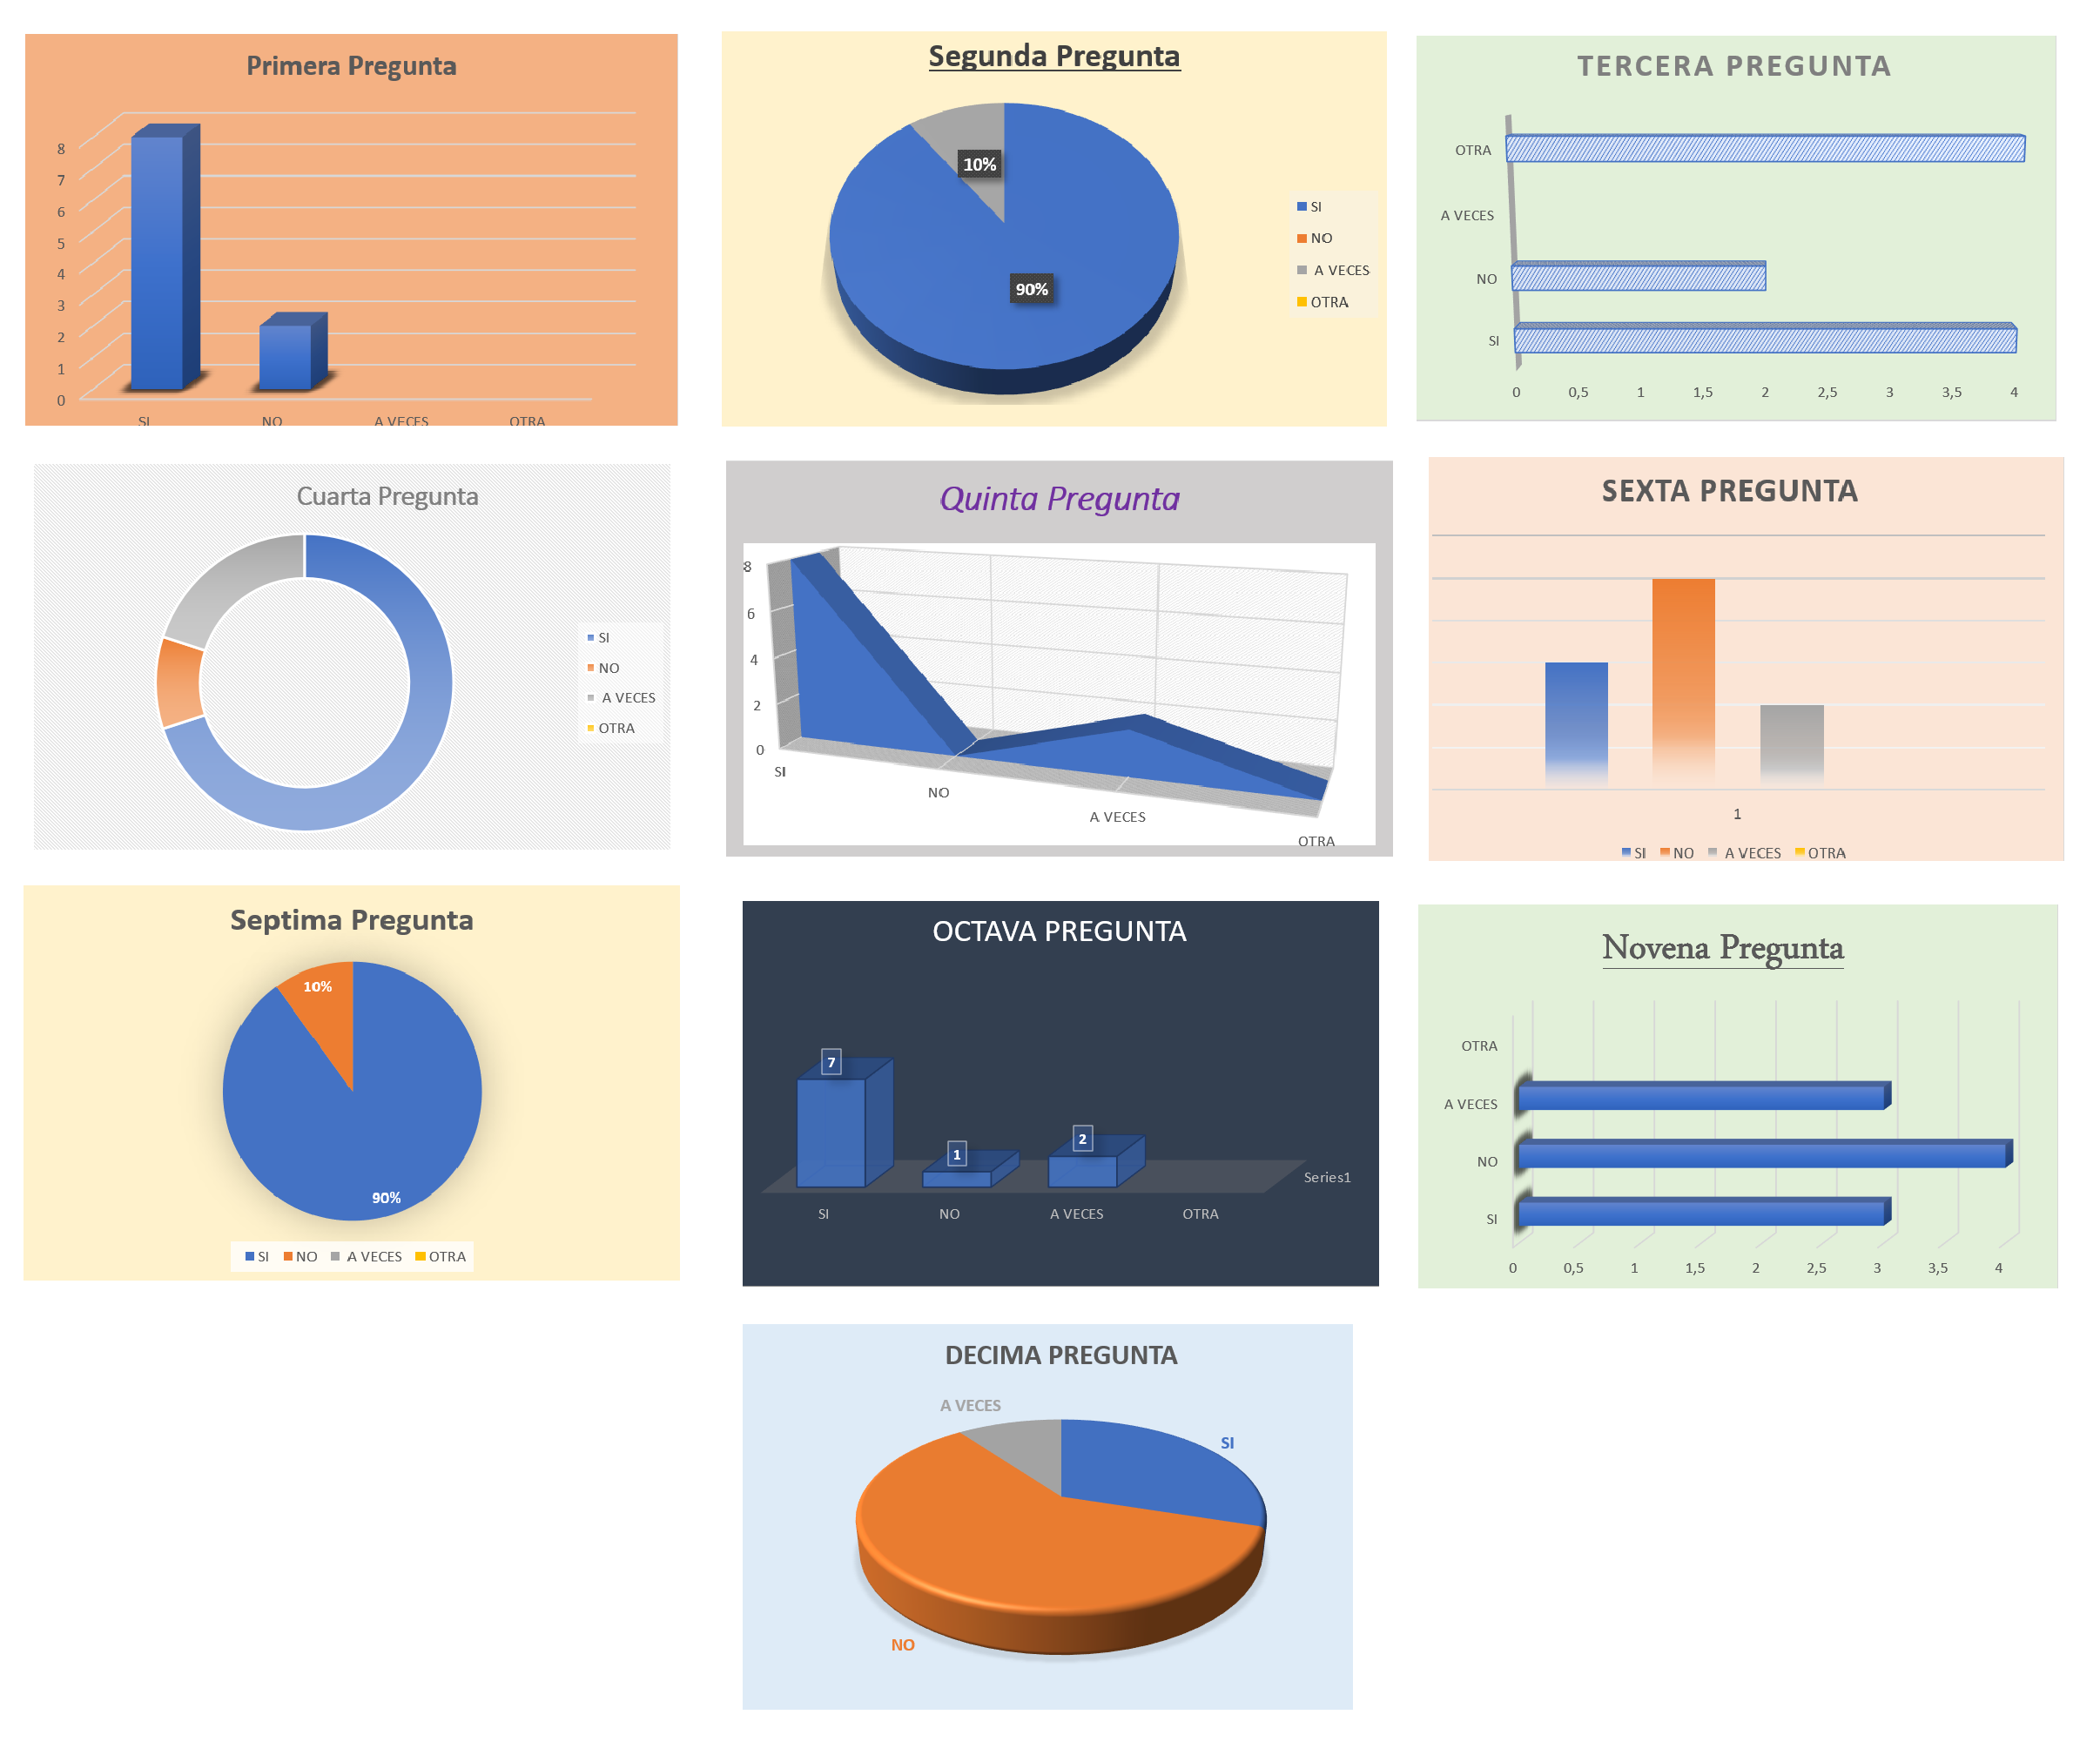 Primera Pregunta
8
7
6
5
4
3
2
1
0
SI NO A VECES OTRA
Segunda Pregunta
10%
90%
SI
NO
A VECES
OTRA
TERCERA PREGUNTA
OTRA
A VECES
NO
SI
0 0,5 1 1,5 2 2,5 3 3,5 4
Cuarta Pregunta
SI
NO
A VECES
OTRA
Quinta Pregunta
8
6
4
2
0
SI
NO
A VECES
OTRA
SEXTA PREGUNTA
1
SI NO A VECES OTRA
Septima Pregunta
10%
90%
SI NO A VECES OTRA
OCTAVA PREGUNTA
7
1
2
Series1
SI NO A VECES OTRA
Novena Pregunta
OTRA
A VECES
NO
SI
0 0,5 1 1,5 2 2,5 3 3,5 4
DECIMA PREGUNTA
A VECES
SI
NO